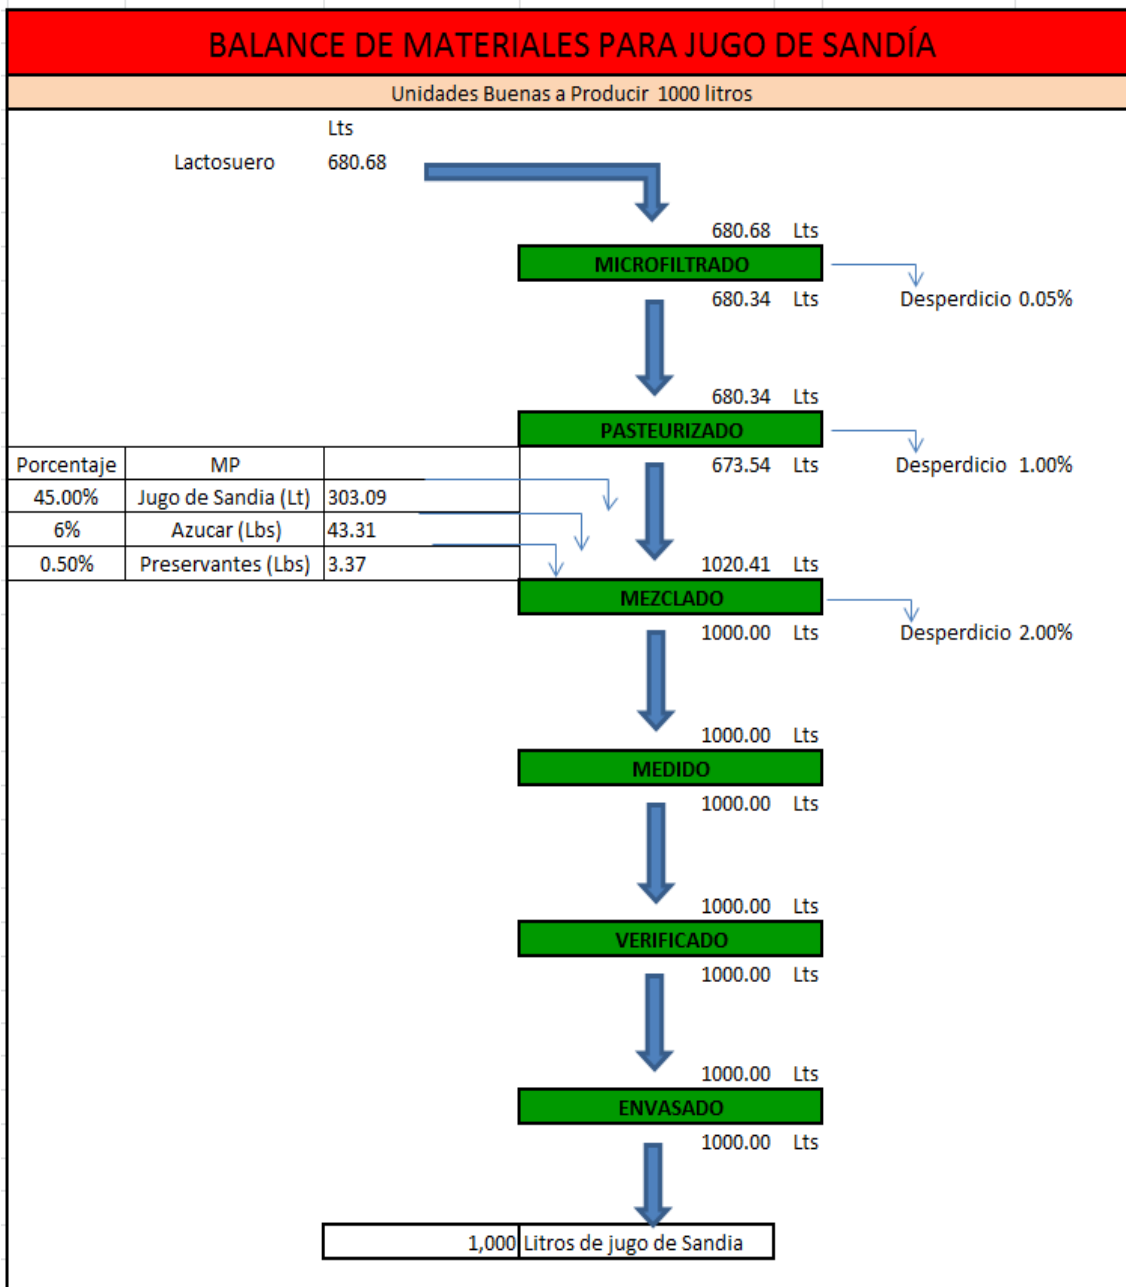 BALANCE DE MATERIALES PARA JUGO DE SANDÍA
Unidades Buenas a Producir 1000 litros
Lts
Lactosuero 680.68
680.68 Lts
MICROFILTRADO
680.34 Lts Desperdicio 0.05%
680.34 Lts
PASTEURIZADO
673.54 Lts Desperdicio 1.00%
Porcentaje MP
45.00% Jugo de Sandia (Lt) 303.09
6% Azucar (Lbs) 43.31
0.50% Preservantes (Lbs) 3.37
1020.41 Lts
MEZCLADO
1000.00 Lts Desperdicio 2.00%
1000.00 Lts
MEDIDO
1000.00 Lts
1000.00 Lts
VERIFICADO
1000.00 Lts
1000.00 Lts
ENVASADO
1000.00 Lts
1,000 Litros de jugo de Sandia